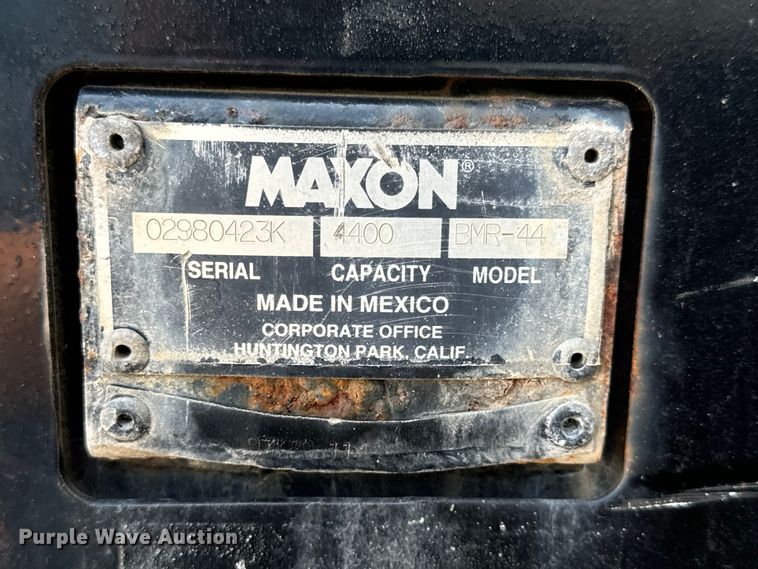 MAXON®
02980423K 4400 BMR-44
SERIAL CAPACITY MODEL
MADE IN MEXICO
CORPORATE OFFICE
HUNTINGTON PARK, CALIF.
Purple Wave Auction